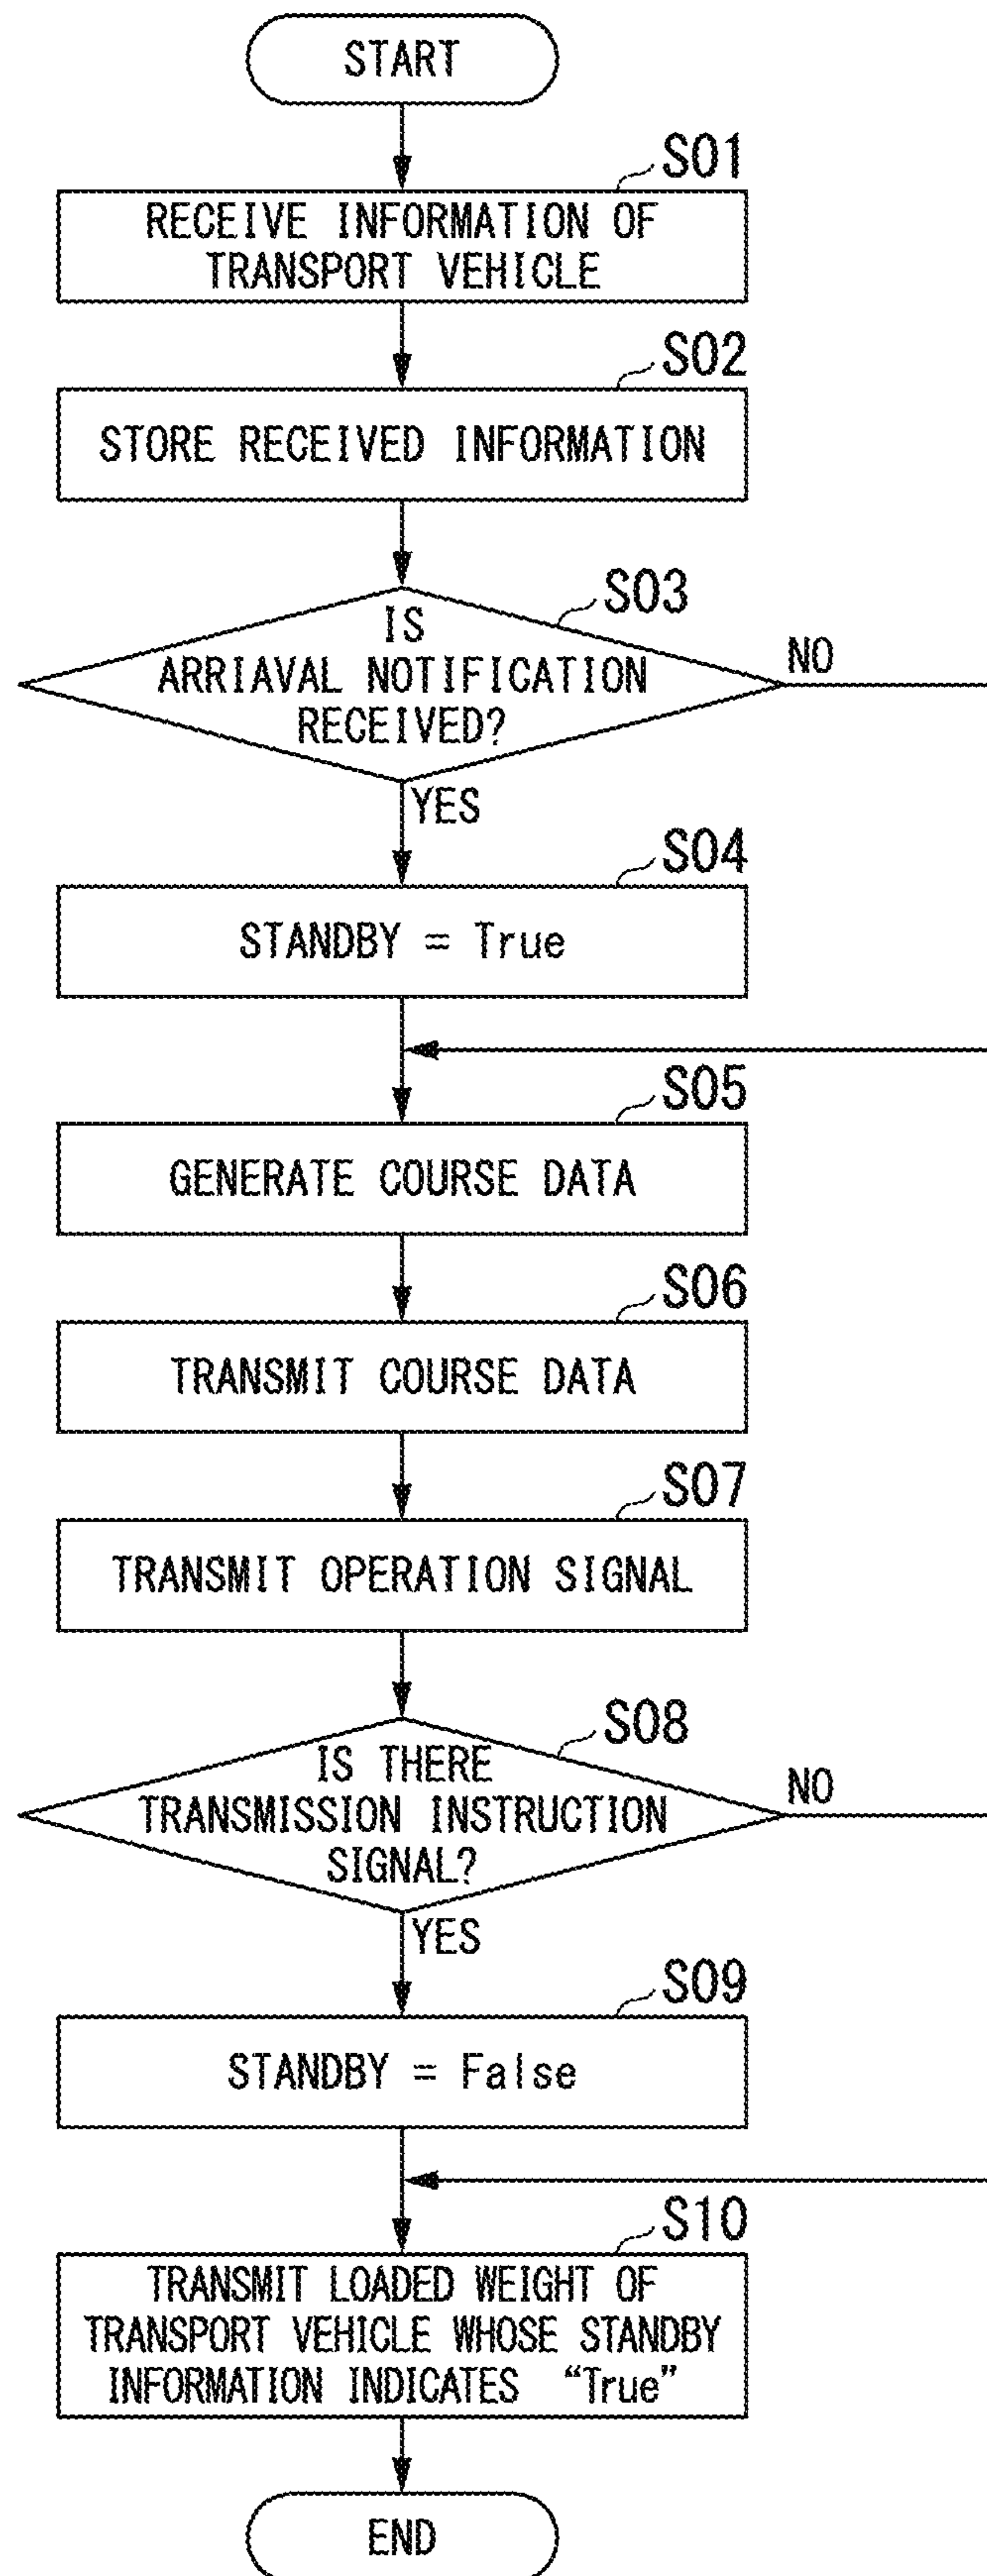 START
S01
RECEIVE INFORMATION OF
TRANSPORT VEHICLE
S02
STORE RECEIVED INFORMATION
S03
IS
ARRIAVAL NOTIFICATION
RECEIVED?
NO
YES
S04
STANDBY = True
S05
GENERATE COURSE DATA
S06
TRANSMIT COURSE DATA
S07
TRANSMIT OPERATION SIGNAL
S08
IS THERE
TRANSMISSION INSTRUCTION
SIGNAL?
NO
YES
S09
STANDBY = False
S10
TRANSMIT LOADED WEIGHT OF
TRANSPORT VEHICLE WHOSE STANDBY
INFORMATION INDICATES “True”
END